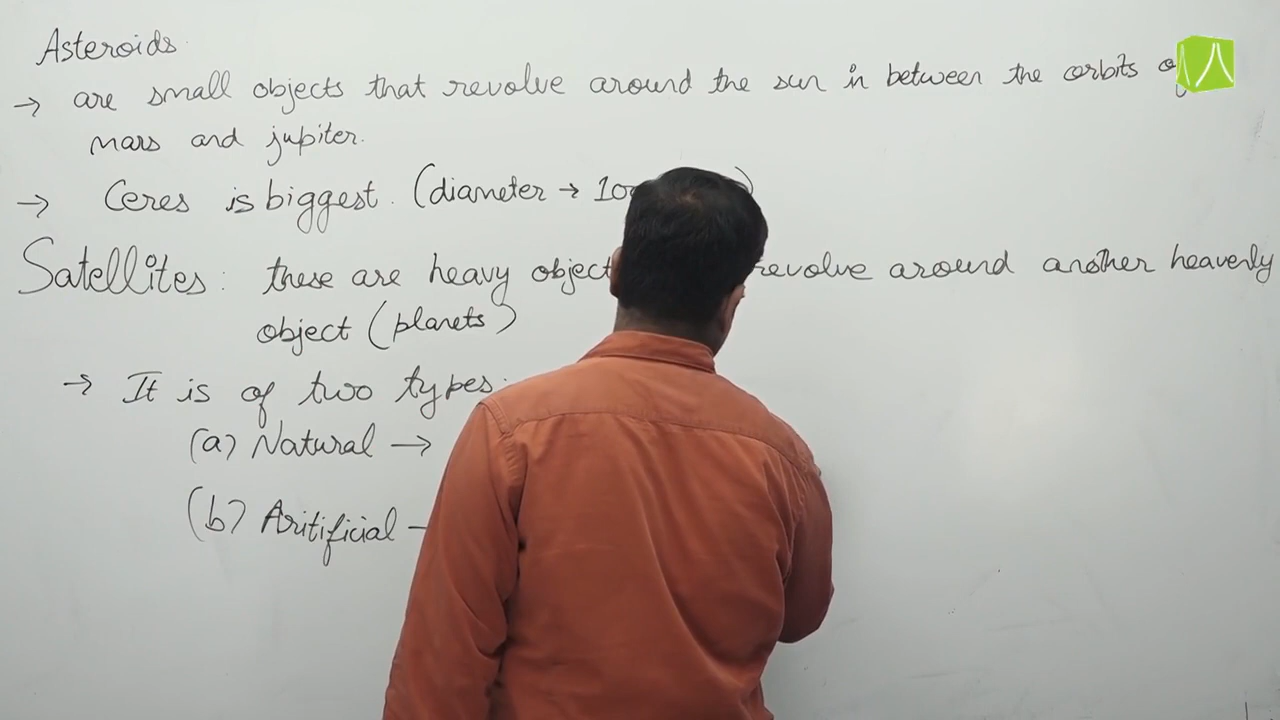 Asteroids.
→ are small objects that revolve around the sun in between the orbits
mars and jupiter.
→ Ceres is biggest. (diameter → )
Satellites: these are heavy object revolve around another heavenly
object (planets)
→ It is of two types.
(a) Natural →
(b) Aritificial –